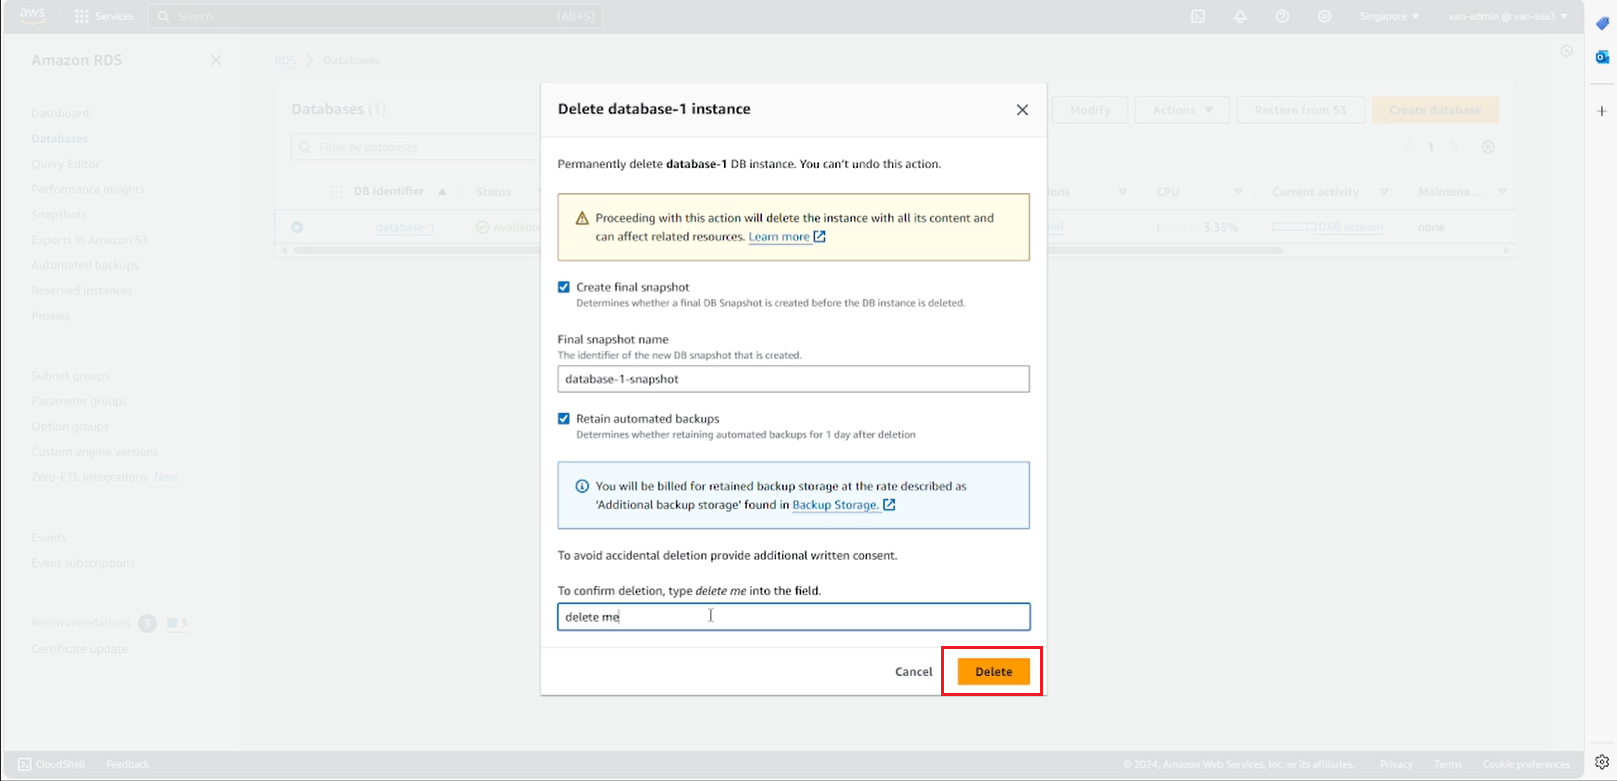 aws
Services
Search
[Alt+S]
Singapore
van-admin @ van-saa3
Amazon RDS
RDS
Databases
Dashboard
Databases
Query Editor
Performance insights
Snapshots
Exports in Amazon S3
Automated backups
Reserved instances
Proxies
Subnet groups
Parameter groups
Option groups
Custom engine versions
Zero-ETL integrations New
Events
Event subscriptions
Recommendations 3 3
Certificate update
Databases (1)
Modify
Actions
Restore from S3
Create database
Filter by databases
1
DB identifier
Status
CPU
Current activity
Maintena...
database-1
Available
3.35%
0.00 sessions
none
Delete database-1 instance
Permanently delete database-1 DB instance. You can't undo this action.
Proceeding with this action will delete the instance with all its content and
can affect related resources. Learn more
Create final snapshot
Determines whether a final DB Snapshot is created before the DB instance is deleted.
Final snapshot name
The identifier of the new DB snapshot that is created.
database-1-snapshot
Retain automated backups
Determines whether retaining automated backups for 1 day after deletion
You will be billed for retained backup storage at the rate described as
'Additional backup storage' found in Backup Storage.
To avoid accidental deletion provide additional written consent.
To confirm deletion, type delete me into the field.
delete me
Cancel
Delete
CloudShell
Feedback
© 2024, Amazon Web Services, Inc. or its affiliates.
Privacy
Terms
Cookie preferences